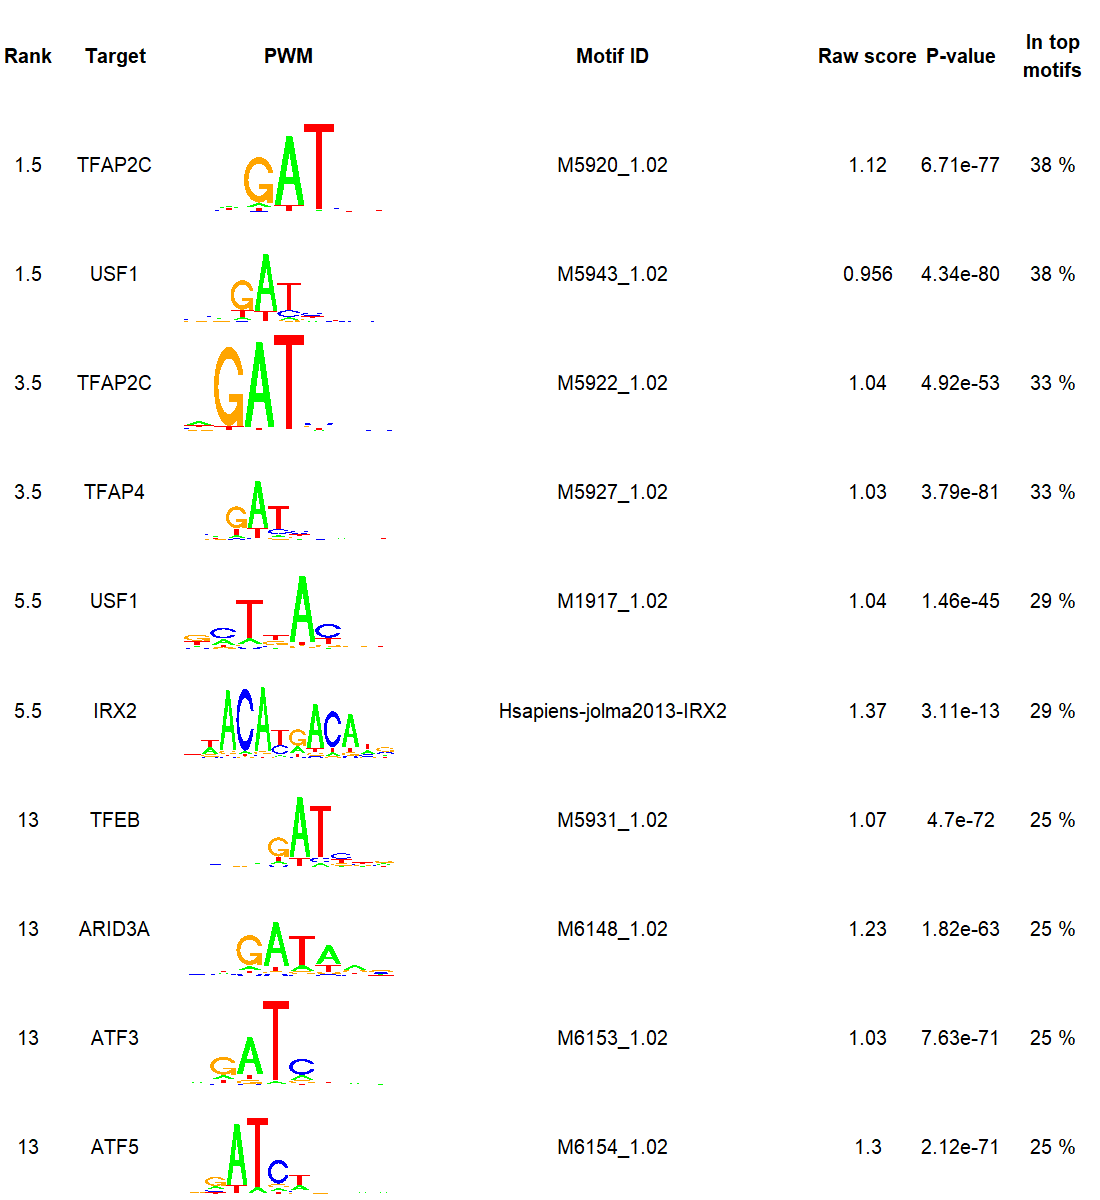 Rank Target PWM Motif ID Raw score P-value In top motifs
1.5 TFAP2C GAT M5920_1.02 1.12 6.71e-77 38 %
1.5 USF1 GAT M5943_1.02 0.956 4.34e-80 38 %
3.5 TFAP2C GAT M5922_1.02 1.04 4.92e-53 33 %
3.5 TFAP4 GAT M5927_1.02 1.03 3.79e-81 33 %
5.5 USF1 CTTAC M1917_1.02 1.04 1.46e-45 29 %
5.5 IRX2 TACATGACA Hsapiens-jolma2013-IRX2 1.37 3.11e-13 29 %
13 TFEB GAT M5931_1.02 1.07 4.7e-72 25 %
13 ARID3A GATA M6148_1.02 1.23 1.82e-63 25 %
13 ATF3 GATC M6153_1.02 1.03 7.63e-71 25 %
13 ATF5 GATCT M6154_1.02 1.3 2.12e-71 25 %